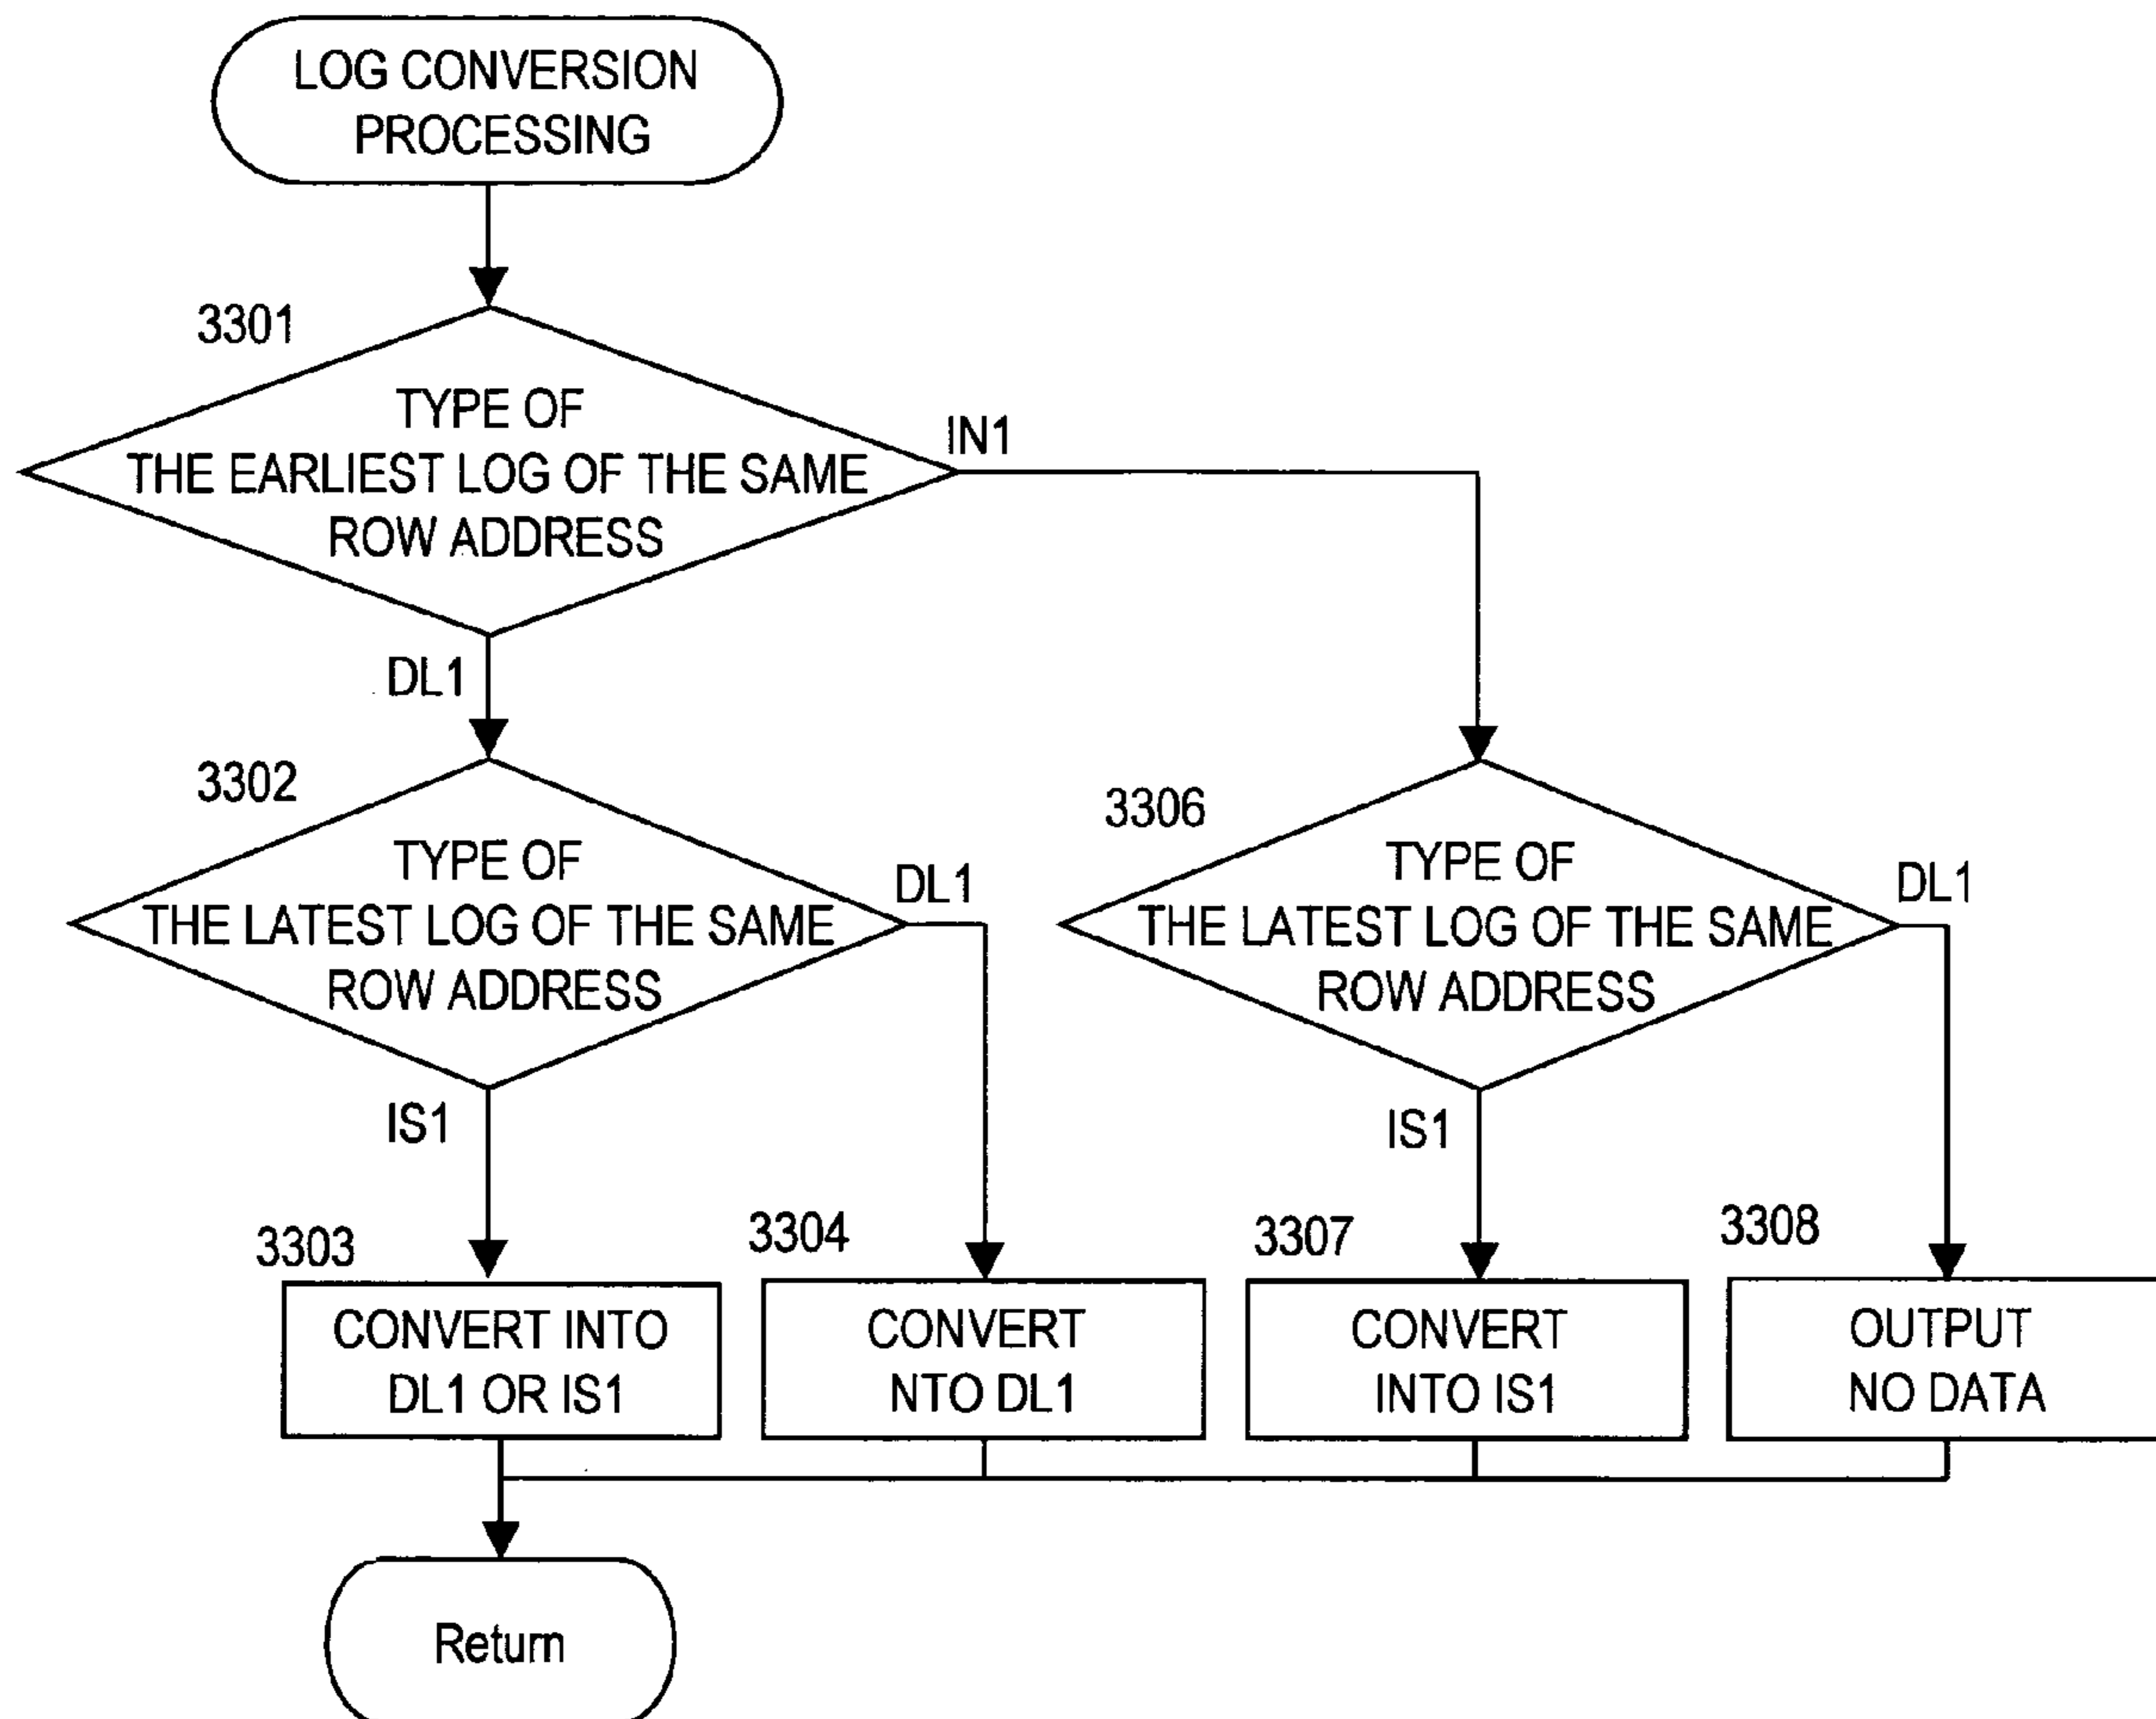 LOG CONVERSION
PROCESSING
3301
TYPE OF
THE EARLIEST LOG OF THE SAME
ROW ADDRESS
IN1
DL1
3302
TYPE OF
THE LATEST LOG OF THE SAME
ROW ADDRESS
DL1
IS1
3306
TYPE OF
THE LATEST LOG OF THE SAME
ROW ADDRESS
DL1
IS1
3303
CONVERT INTO
DL1 OR IS1
3304
CONVERT
NTO DL1
3307
CONVERT
INTO IS1
3308
OUTPUT
NO DATA
Return